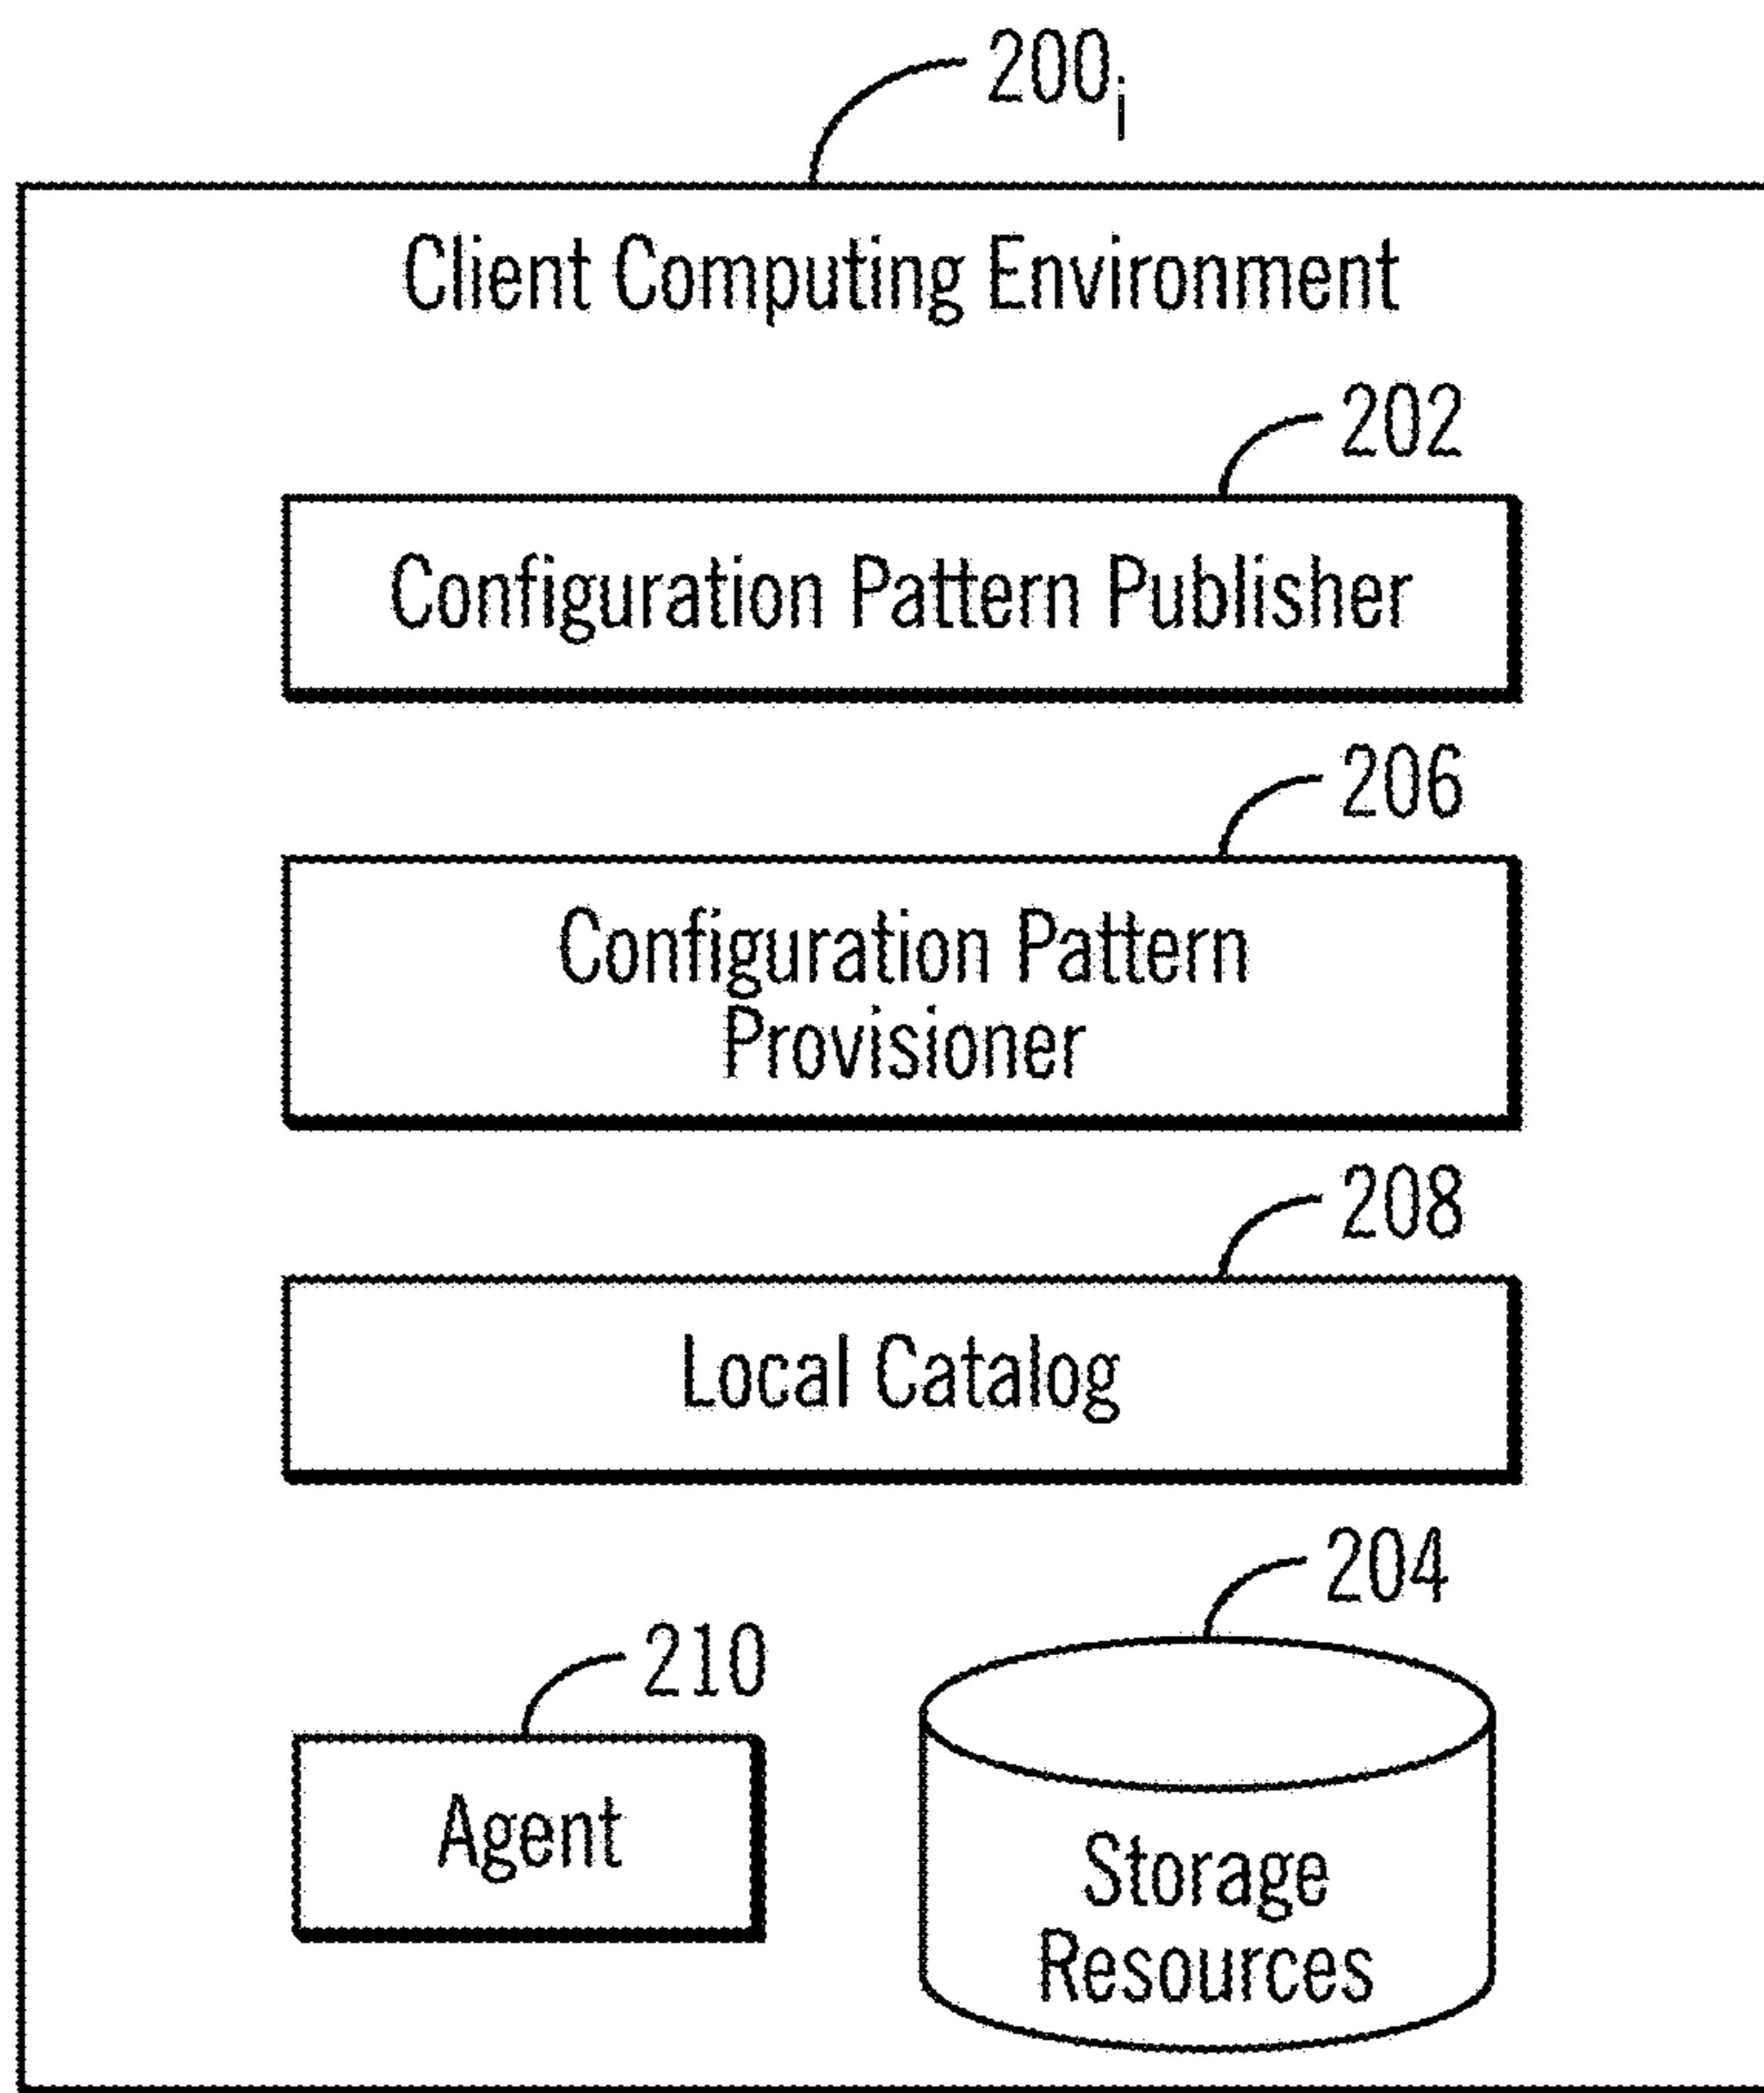 200i
Client Computing Environment
202
Configuration Pattern Publisher
206
Configuration Pattern
Provisioner
208
Local Catalog
204
210
Agent
Storage
Resources